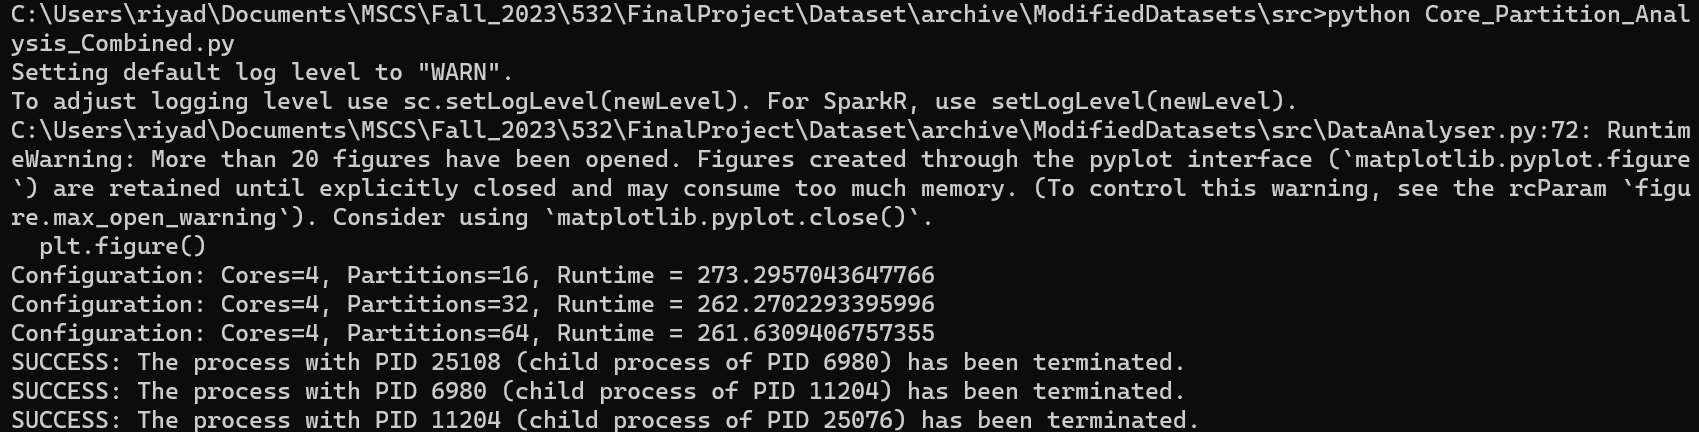 C:\Users\riyad\Documents\MSCS\Fall_2023\532\FinalProject\Dataset\archive\ModifiedDatasets\src>python Core_Partition_Anal
ysis_Combined.py
Setting default log level to "WARN".
To adjust logging level use sc.setLogLevel(newLevel). For SparkR, use setLogLevel(newLevel).
C:\Users\riyad\Documents\MSCS\Fall_2023\532\FinalProject\Dataset\archive\ModifiedDatasets\src\DataAnalyser.py:72: Runtim
eWarning: More than 20 figures have been opened. Figures created through the pyplot interface (`matplotlib.pyplot.figure
`) are retained until explicitly closed and may consume too much memory. (To control this warning, see the rcParam `figu
re.max_open_warning`). Consider using `matplotlib.pyplot.close()`.
  plt.figure()
Configuration: Cores=4, Partitions=16, Runtime = 273.2957043647766
Configuration: Cores=4, Partitions=32, Runtime = 262.2702293395996
Configuration: Cores=4, Partitions=64, Runtime = 261.6309406757355
SUCCESS: The process with PID 25108 (child process of PID 6980) has been terminated.
SUCCESS: The process with PID 6980 (child process of PID 11204) has been terminated.
SUCCESS: The process with PID 11204 (child process of PID 25076) has been terminated.